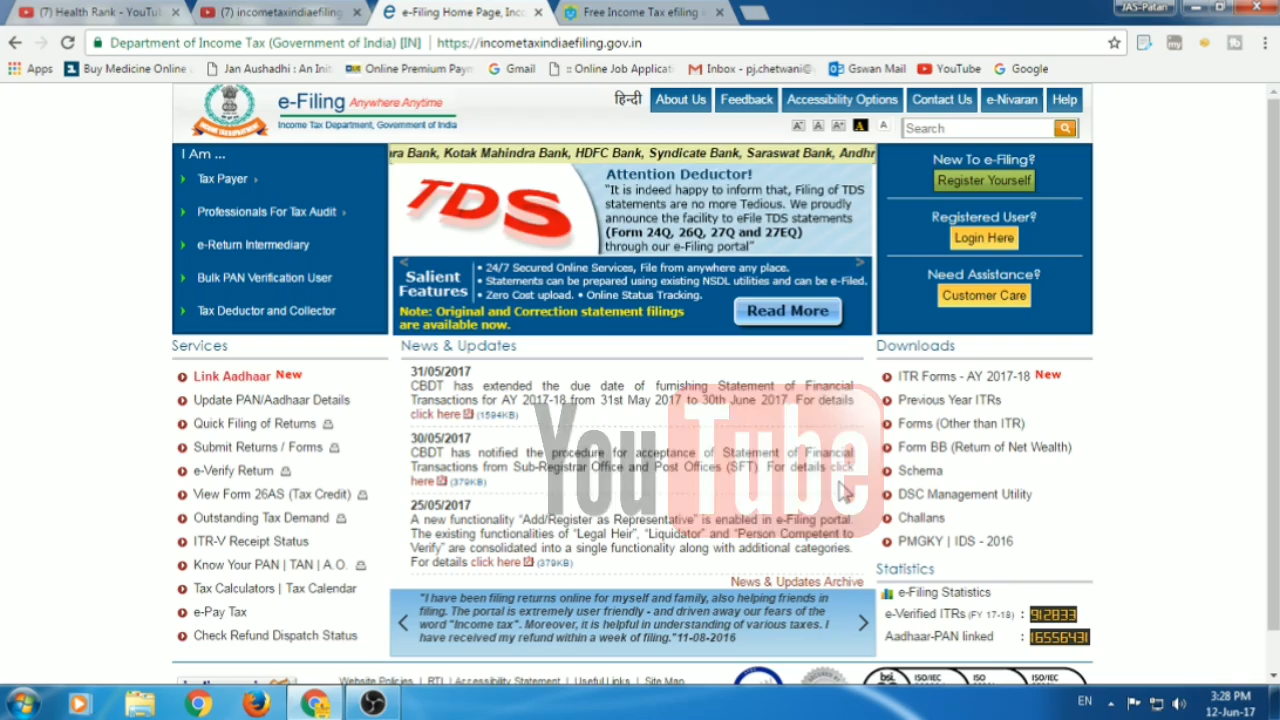 (7) Health Rank - YouTu
(7) incometaxindiaefiling
e-Filing Home Page, Inc
Free Income Tax efiling i
JAS-Patan
Department of Income Tax (Government of India) [IN] | https://incometaxindiaefiling.gov.in
Apps
Buy Medicine Online
Jan Aushadhi : An Init
Online Premium Paym
Gmail
:: Online Job Applicati
Inbox - pj.chetwani@
Gswan Mail
YouTube
Google
e-Filing Anywhere Anytime
Income Tax Department, Government of India
हिन्दी
About Us
Feedback
Accessibility Options
Contact Us
e-Nivaran
Help
A A A A A
Search
I Am ...
Tax Payer
Professionals For Tax Audit
e-Return Intermediary
Bulk PAN Verification User
Tax Deductor and Collector
ara Bank, Kotak Mahindra Bank, HDFC Bank, Syndicate Bank, Saraswat Bank, Andhr
TDS
Attention Deductor!
"It is indeed happy to inform that, Filing of TDS
statements are no more Tedious. We proudly
announce the facility to eFile TDS statements
(Form 24Q, 26Q, 27Q and 27EQ)
through our e-Filing portal"
Salient
Features
• 24/7 Secured Online Services, File from anywhere any place.
• Statements can be prepared using existing NSDL utilities and can be e-Filed.
• Zero Cost upload. • Online Status Tracking.
Note: Original and Correction statement filings
are available now.
Read More
New To e-Filing?
Register Yourself
Registered User?
Login Here
Need Assistance?
Customer Care
Services
Link Aadhaar New
Update PAN/Aadhaar Details
Quick Filing of Returns
Submit Returns / Forms
e-Verify Return
View Form 26AS (Tax Credit)
Outstanding Tax Demand
ITR-V Receipt Status
Know Your PAN | TAN | A.O.
Tax Calculators | Tax Calendar
e-Pay Tax
Check Refund Dispatch Status
News & Updates
31/05/2017
CBDT has extended the due date of furnishing Statement of Financial
Transactions for AY 2017-18 from 31st May 2017 to 30th June 2017. For details
click here (1594KB)
30/05/2017
CBDT has notified the procedure for acceptance of Statement of Financial
Transactions from Sub-Registrar Office and Post Offices (SFT). For details click
here (379KB)
25/05/2017
A new functionality "Add/Register as Representative" is enabled in e-Filing portal.
The existing functionalities of "Legal Heir", "Liquidator" and "Person Competent to
Verify" are consolidated into a single functionality along with additional categories.
For details click here (379KB)
News & Updates Archive
"I have been filing returns online for myself and family, also helping friends in
filing. The portal is extremely user friendly - and driven away our fears of the
word "Income tax". Moreover, it is helpful in understanding of various taxes. I
have received my refund within a week of filing."11-08-2016
YouTube
Downloads
ITR Forms - AY 2017-18 New
Previous Year ITRs
Forms (Other than ITR)
Form BB (Return of Net Wealth)
Schema
DSC Management Utility
Challans
PMGKY | IDS - 2016
Statistics
e-Filing Statistics
e-Verified ITRs (FY 17-18) : 912833
Aadhaar-PAN linked : 16556431
Website Policies | RTI | Accessibility Statement | Useful Links | Site Map
bsi.
ISO/IEC
ISO
ISO/IEC
EN
3:28 PM
12-Jun-17